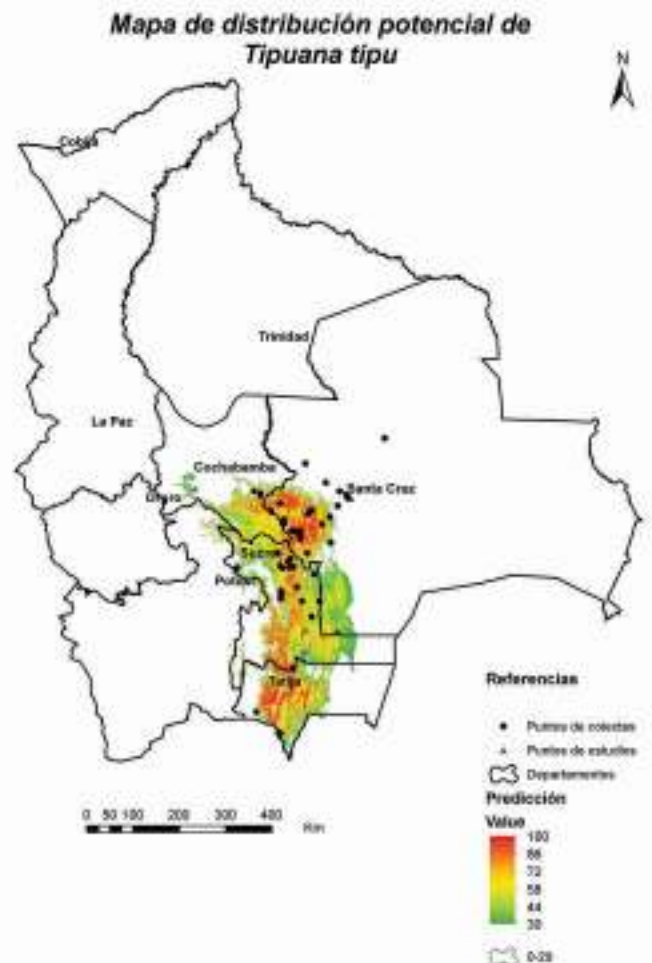 Mapa de distribución potencial de
Tipuana tipu
N
Cobija
Trinidad
La Paz
Cochabamba
Oruro
Santa Cruz
Sucre
Potosí
Tarija
Referencias
Puntos de colectas
Puntos de estudios
Departamentos
Predicción
Value
100
86
72
58
44
30
0-29
0 50 100 200 300 400
Km